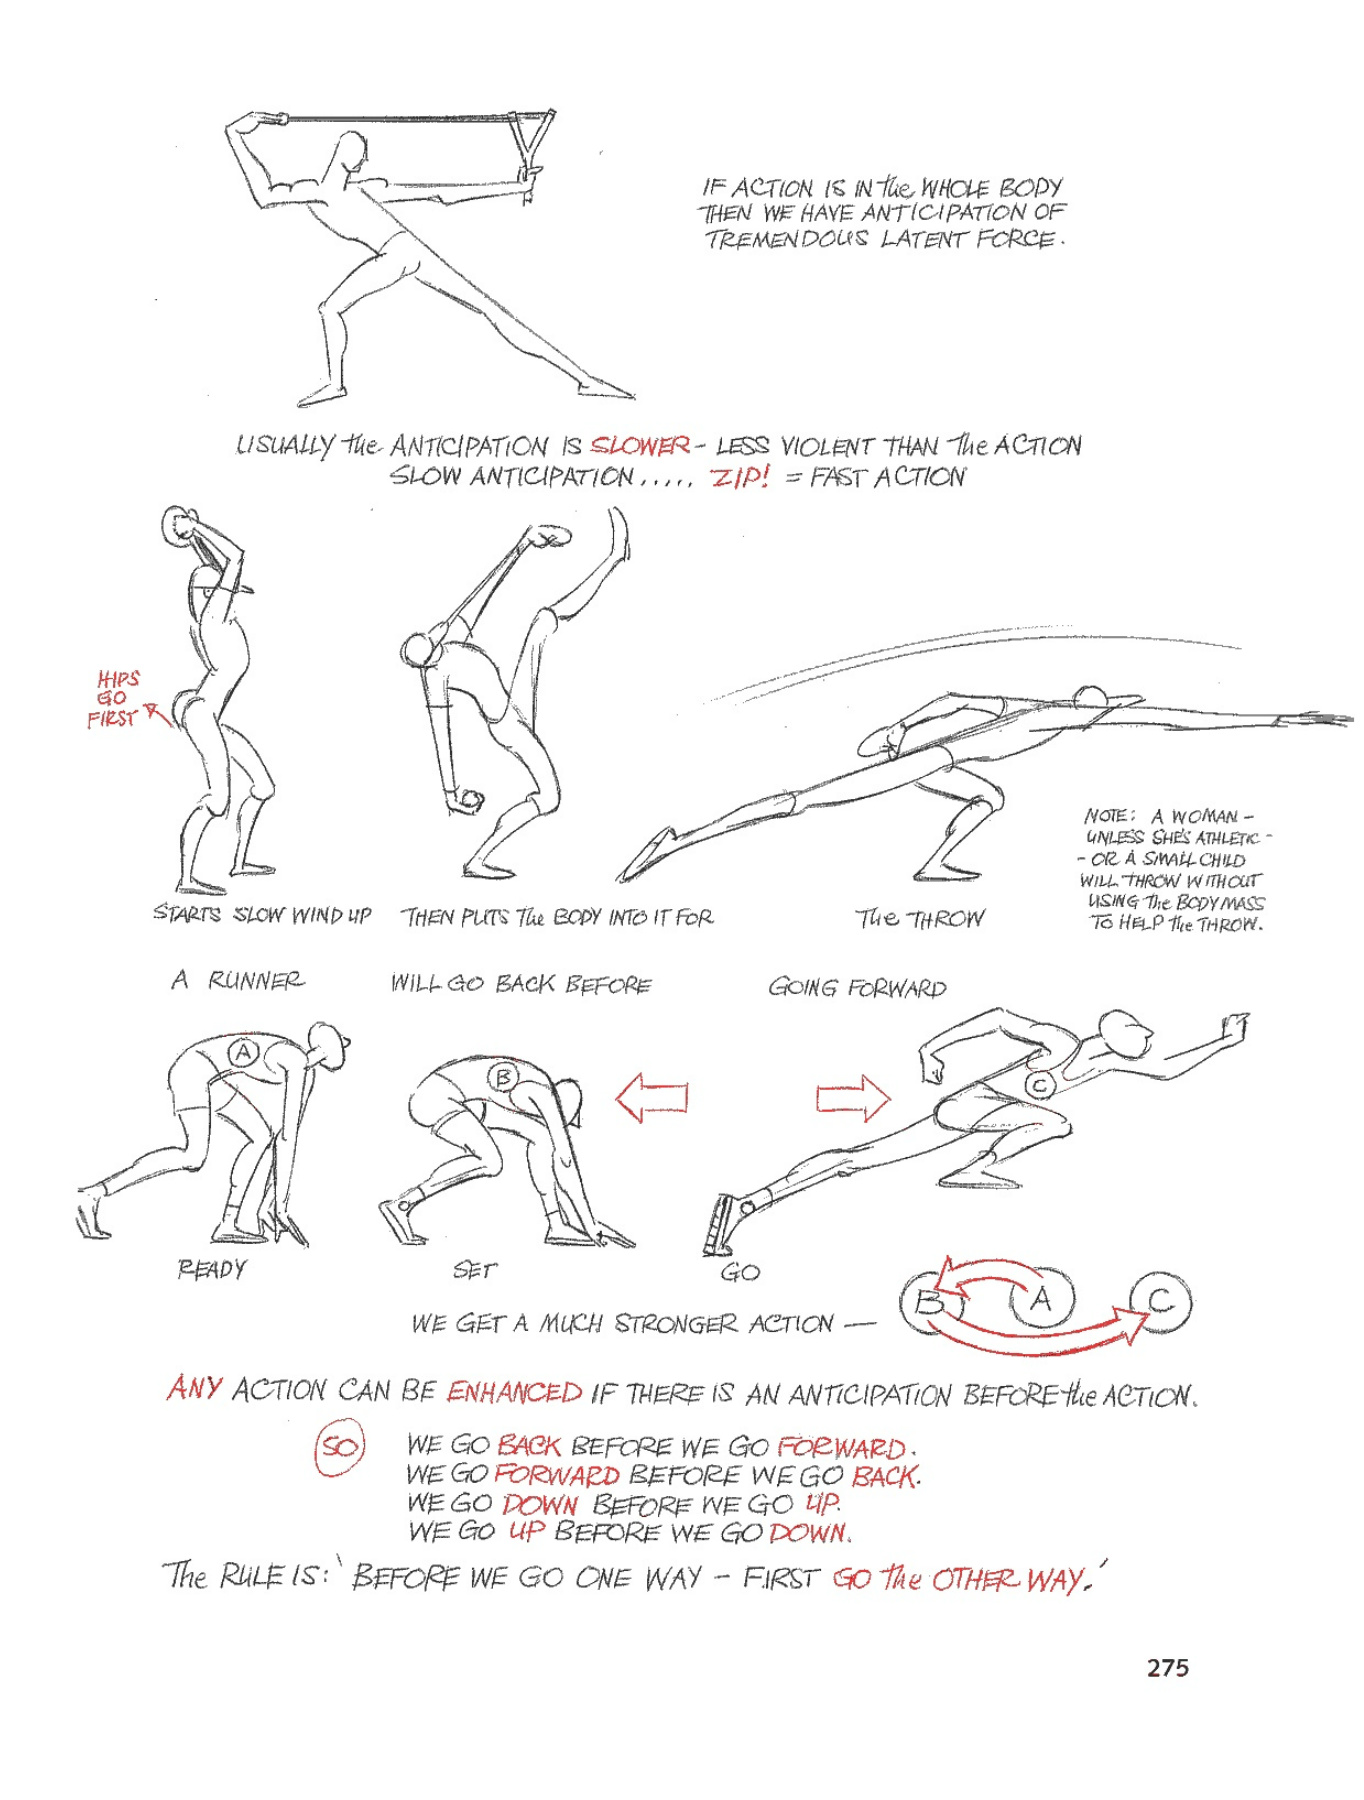 IF ACTION IS IN the WHOLE BODY
THEN WE HAVE ANTICIPATION OF
TREMENDOUS LATENT FORCE.
USUALLY the ANTICIPATION IS SLOWER - LESS VIOLENT THAN the ACTION
SLOW ANTICIPATION..... ZIP! = FAST ACTION
HIPS
GO
FIRST
NOTE: A WOMAN -
UNLESS SHE'S ATHLETIC -
- OR A SMALL CHILD
WILL THROW WITHOUT
USING the BODY MASS
TO HELP the THROW.
STARTS SLOW WIND UP
THEN PUTS the BODY INTO IT FOR
the THROW
A RUNNER
WILL GO BACK BEFORE
GOING FORWARD
A
B
C
READY
SET
GO
WE GET A MUCH STRONGER ACTION —
B A C
ANY ACTION CAN BE ENHANCED IF THERE IS AN ANTICIPATION BEFORE the ACTION.
SO
WE GO BACK BEFORE WE GO FORWARD.
WE GO FORWARD BEFORE WE GO BACK.
WE GO DOWN BEFORE WE GO UP.
WE GO UP BEFORE WE GO DOWN.
The RULE IS: 'BEFORE WE GO ONE WAY - FIRST GO the OTHER WAY.'
275